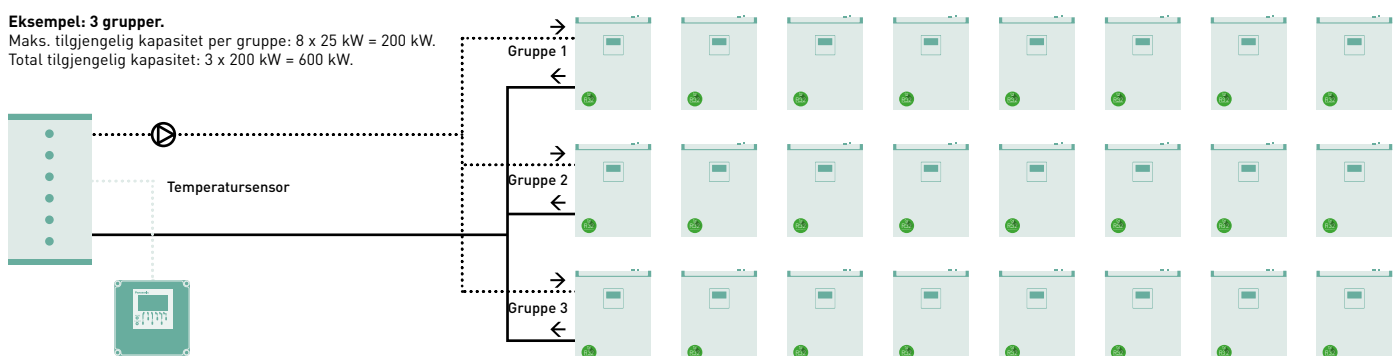 Eksempel: 3 grupper.
Maks. tilgjengelig kapasitet per gruppe: 8 x 25 kW = 200 kW.
Total tilgjengelig kapasitet: 3 x 200 kW = 600 kW.
Gruppe 1
Temperatursensor
Gruppe 2
Gruppe 3